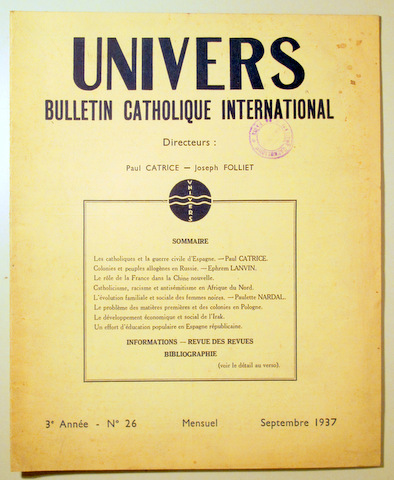 UNIVERS
BULLETIN CATHOLIQUE INTERNATIONAL
Directeurs :
Paul CATRICE — Joseph FOLLIET
UNIVERS
SOMMAIRE
Les catholiques et la guerre civile d'Espagne. — Paul CATRICE.
Colonies et peuples allogènes en Russie. — Ephrem LANVIN.
Le rôle de la France dans la Chine nouvelle.
Catholicisme, racisme et antisémitisme en Afrique du Nord.
L'évolution familiale et sociale des femmes noires. — Paulette NARDAL.
Le problème des matières premières et des colonies en Pologne.
Le développement économique et social de l'Irak.
Un effort d'éducation populaire en Espagne républicaine.
INFORMATIONS — REVUE DES REVUES
BIBLIOGRAPHIE
(voir le détail au verso).
3e Année - N° 26 Mensuel Septembre 1937